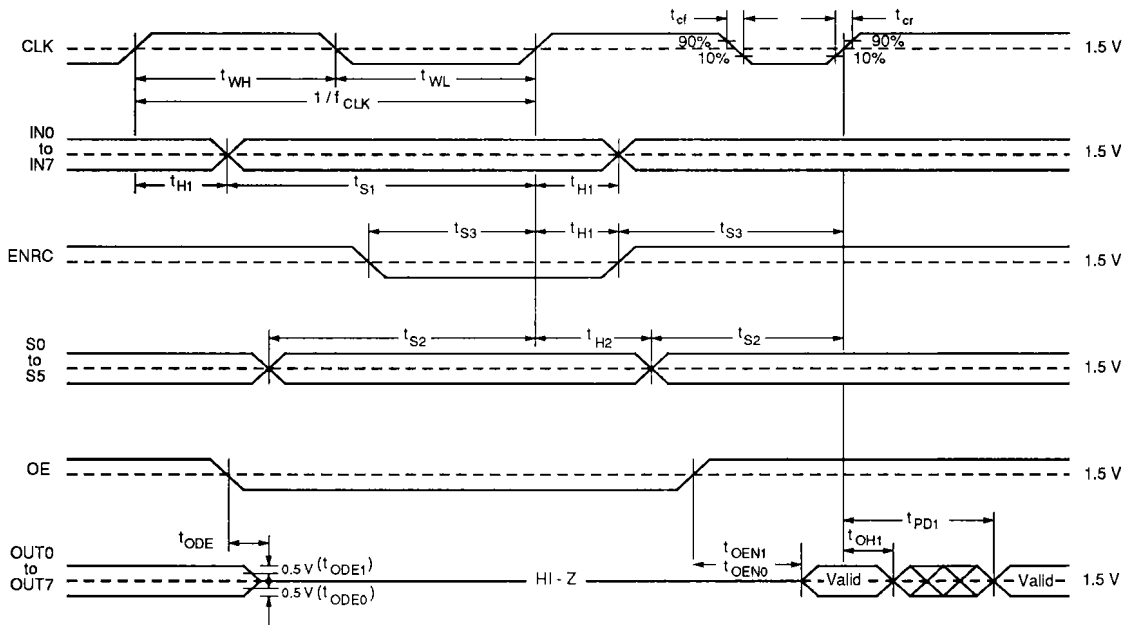 t_cf t_cr
CLK 90% 10% 90% 10% 1.5 V
t_WH t_WL
1 / f_CLK
IN0
to
IN7
1.5 V
t_H1 t_S1 t_H1
t_S3 t_H1 t_S3
ENRC 1.5 V
t_S2 t_H2 t_S2
S0
to
S5
1.5 V
OE 1.5 V
t_PD1
t_ODE t_OH1
OUT0
to
OUT7
0.5 V (t_ODE1)
0.5 V (t_ODE0)
HI - Z
t_OEN1
t_OEN0
Valid Valid 1.5 V